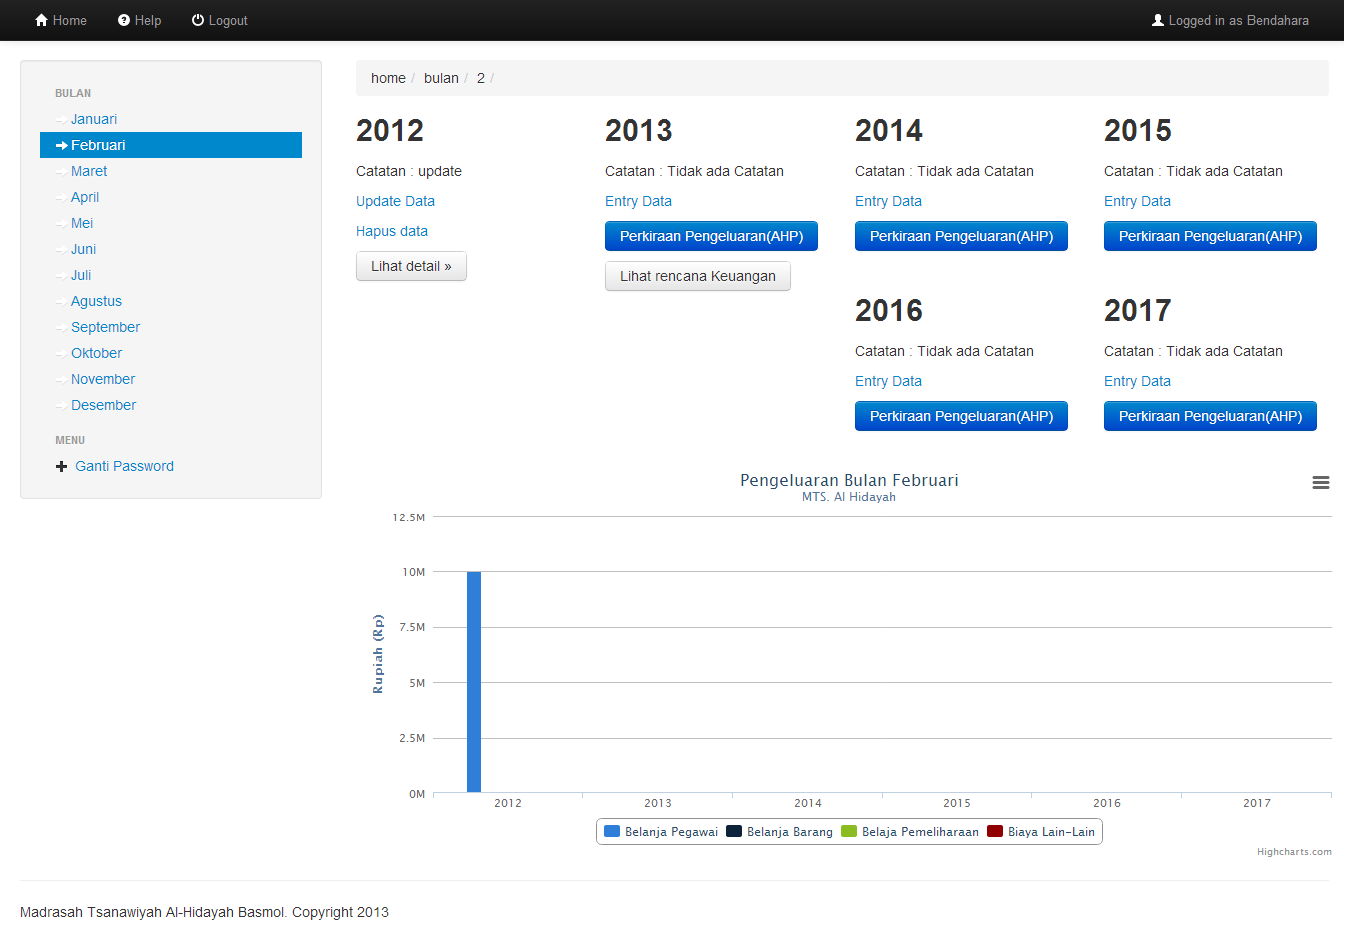 Home Help Logout Logged in as Bendahara
BULAN
Januari
Februari
Maret
April
Mei
Juni
Juli
Agustus
September
Oktober
November
Desember
MENU
Ganti Password
home / bulan / 2 /
2012
Catatan : update
Update Data
Hapus data
Lihat detail »
2013
Catatan : Tidak ada Catatan
Entry Data
Perkiraan Pengeluaran(AHP)
Lihat rencana Keuangan
2014
Catatan : Tidak ada Catatan
Entry Data
Perkiraan Pengeluaran(AHP)
2015
Catatan : Tidak ada Catatan
Entry Data
Perkiraan Pengeluaran(AHP)
2016
Catatan : Tidak ada Catatan
Entry Data
Perkiraan Pengeluaran(AHP)
2017
Catatan : Tidak ada Catatan
Entry Data
Perkiraan Pengeluaran(AHP)
Pengeluaran Bulan Februari
MTS. Al Hidayah
Rupiah (Rp)
12.5M
10M
7.5M
5M
2.5M
0M
2012 2013 2014 2015 2016 2017
Belanja Pegawai Belanja Barang Belaja Pemeliharaan Biaya Lain-Lain
Highcharts.com
Madrasah Tsanawiyah Al-Hidayah Basmol. Copyright 2013